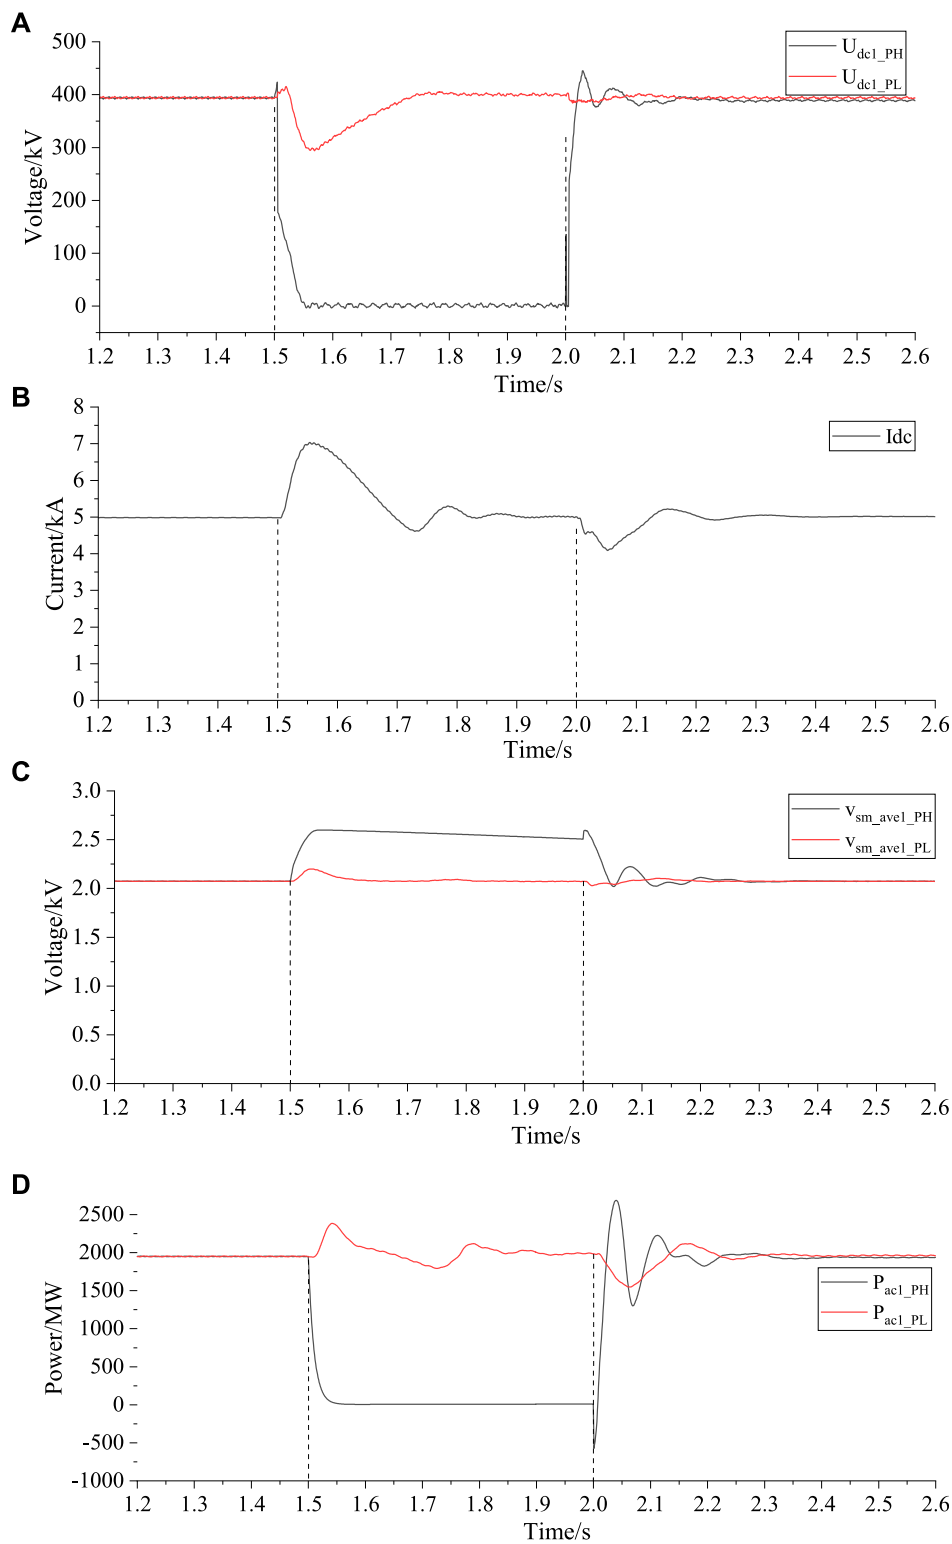 A
500
400
300
200
100
0
Voltage/kV
U_dc1_PH
U_dc1_PL
1.2 1.3 1.4 1.5 1.6 1.7 1.8 1.9 2.0 2.1 2.2 2.3 2.4 2.5 2.6
Time/s
B
8
7
6
5
4
3
2
1
0
Current/kA
Idc
1.2 1.3 1.4 1.5 1.6 1.7 1.8 1.9 2.0 2.1 2.2 2.3 2.4 2.5 2.6
Time/s
C
3.0
2.5
2.0
1.5
1.0
0.5
0.0
Voltage/kV
v_sm_ave1_PH
v_sm_ave1_PL
1.2 1.3 1.4 1.5 1.6 1.7 1.8 1.9 2.0 2.1 2.2 2.3 2.4 2.5 2.6
Time/s
D
2500
2000
1500
1000
500
0
-500
-1000
Power/MW
P_ac1_PH
P_ac1_PL
1.2 1.3 1.4 1.5 1.6 1.7 1.8 1.9 2.0 2.1 2.2 2.3 2.4 2.5 2.6
Time/s